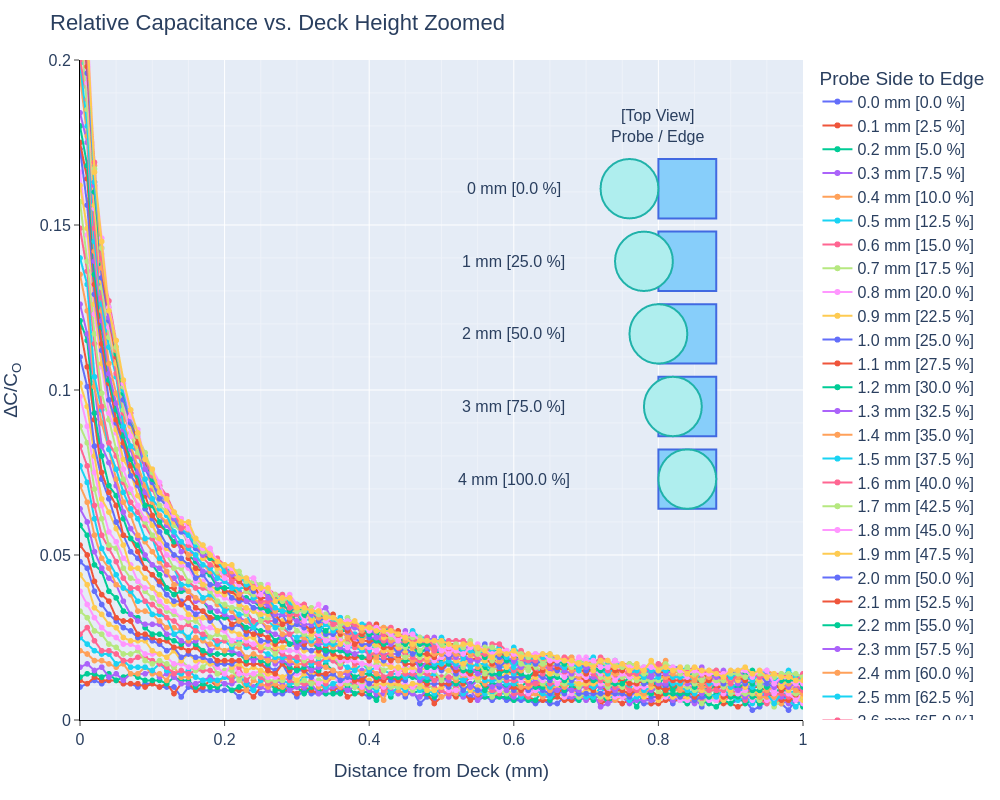 Relative Capacitance vs. Deck Height Zoomed
0.2
0.15
0.1
0.05
0
ΔC/C_O
0
0.2
0.4
0.6
0.8
1
Distance from Deck (mm)
[Top View]
Probe / Edge
0 mm [0.0 %]
1 mm [25.0 %]
2 mm [50.0 %]
3 mm [75.0 %]
4 mm [100.0 %]
Probe Side to Edge
0.0 mm [0.0 %]
0.1 mm [2.5 %]
0.2 mm [5.0 %]
0.3 mm [7.5 %]
0.4 mm [10.0 %]
0.5 mm [12.5 %]
0.6 mm [15.0 %]
0.7 mm [17.5 %]
0.8 mm [20.0 %]
0.9 mm [22.5 %]
1.0 mm [25.0 %]
1.1 mm [27.5 %]
1.2 mm [30.0 %]
1.3 mm [32.5 %]
1.4 mm [35.0 %]
1.5 mm [37.5 %]
1.6 mm [40.0 %]
1.7 mm [42.5 %]
1.8 mm [45.0 %]
1.9 mm [47.5 %]
2.0 mm [50.0 %]
2.1 mm [52.5 %]
2.2 mm [55.0 %]
2.3 mm [57.5 %]
2.4 mm [60.0 %]
2.5 mm [62.5 %]
2.6 mm [65.0 %]